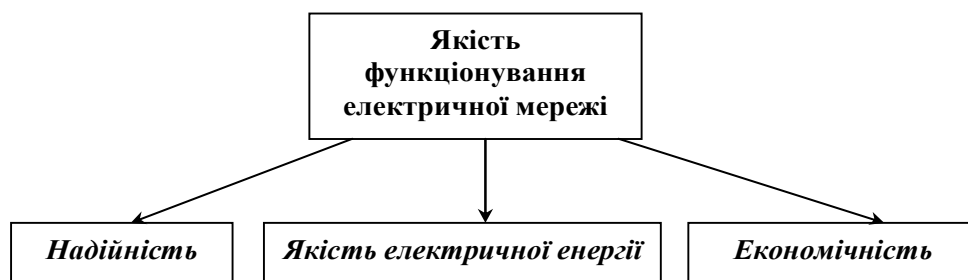 Якість
функціонування
електричної мережі
Надійність
Якість електричної енергії
Економічність